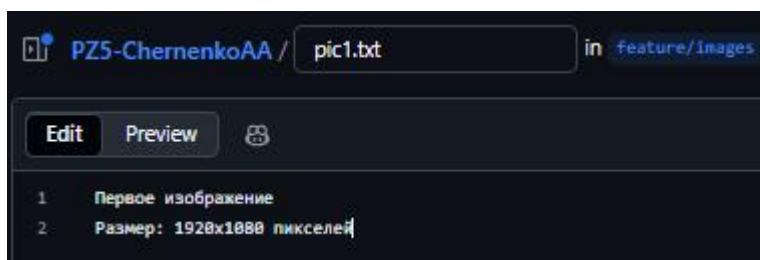 PZ5-ChernenkoAA / pic1.txt in feature/images
Edit Preview
1 Первое изображение
2 Размер: 1920x1080 пикселей